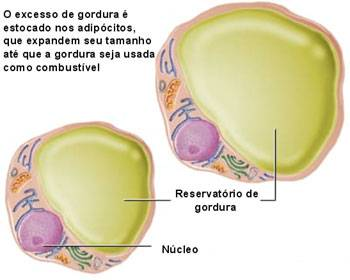 O excesso de gordura é
estocado nos adipócitos,
que expandem seu tamanho
até que a gordura seja usada
como combustível
Reservatório de
gordura
Núcleo